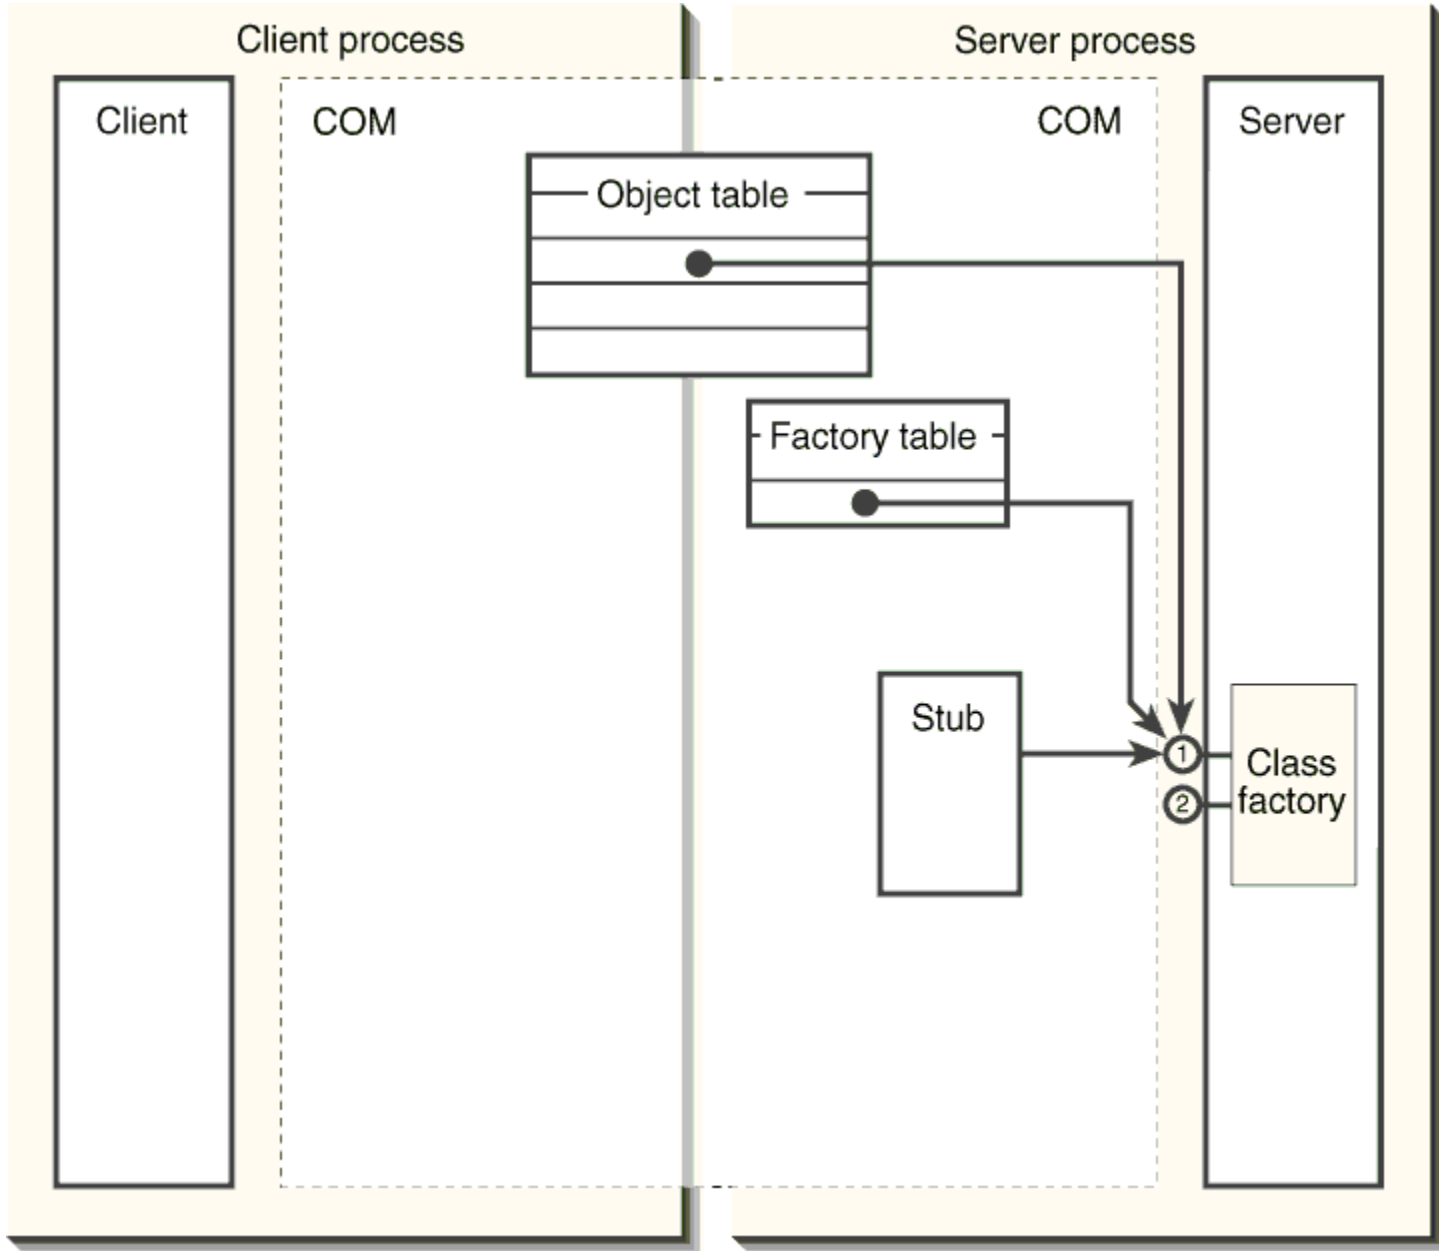 Client process
Server process
Client
COM
COM
Server
Object table
Factory table
Stub
1
Class
factory
2